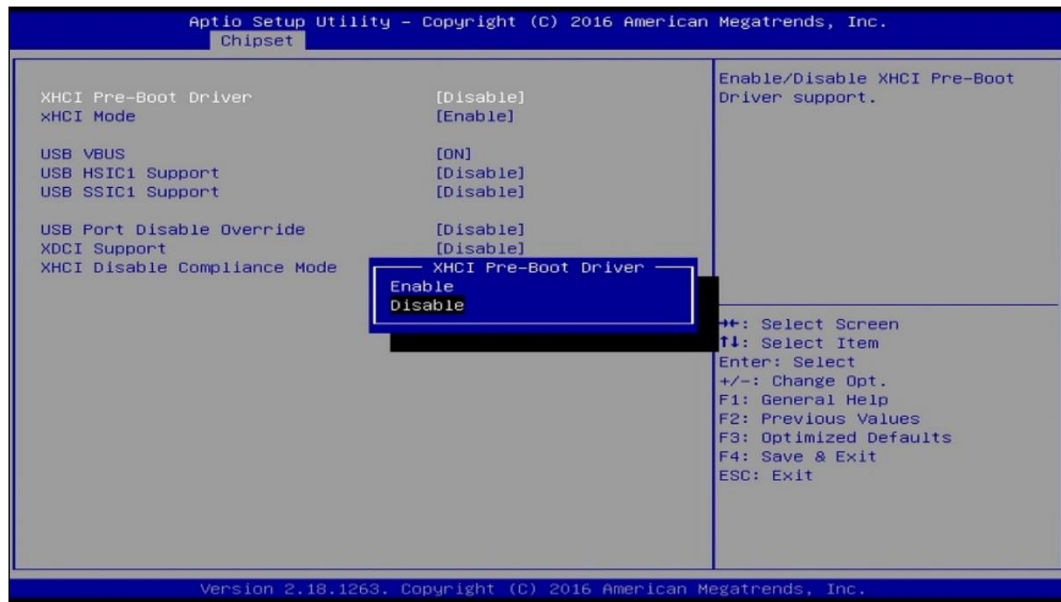 Aptio Setup Utility – Copyright (C) 2016 American Megatrends, Inc.
Chipset
XHCI Pre-Boot Driver [Disable]
xHCI Mode [Enable]
USB VBUS [ON]
USB HSIC1 Support [Disable]
USB SSIC1 Support [Disable]
USB Port Disable Override [Disable]
XDCI Support [Disable]
XHCI Disable Compliance Mode
XHCI Pre-Boot Driver
Enable
Disable
Enable/Disable XHCI Pre-Boot
Driver support.
→←: Select Screen
↑↓: Select Item
Enter: Select
+/-: Change Opt.
F1: General Help
F2: Previous Values
F3: Optimized Defaults
F4: Save & Exit
ESC: Exit
Version 2.18.1263. Copyright (C) 2016 American Megatrends, Inc.